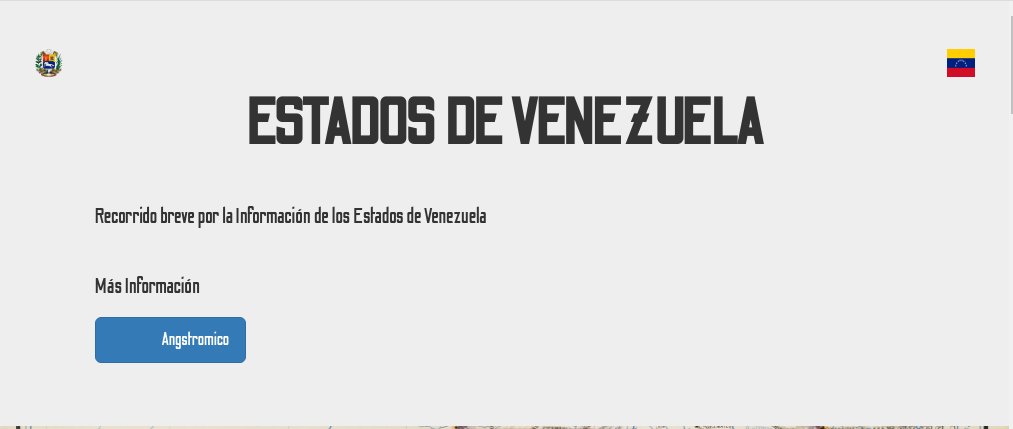 ESTADOS DE VENEZUELA
Recorrido breve por la Información de los Estados de Venezuela
Más Información
Angstromico